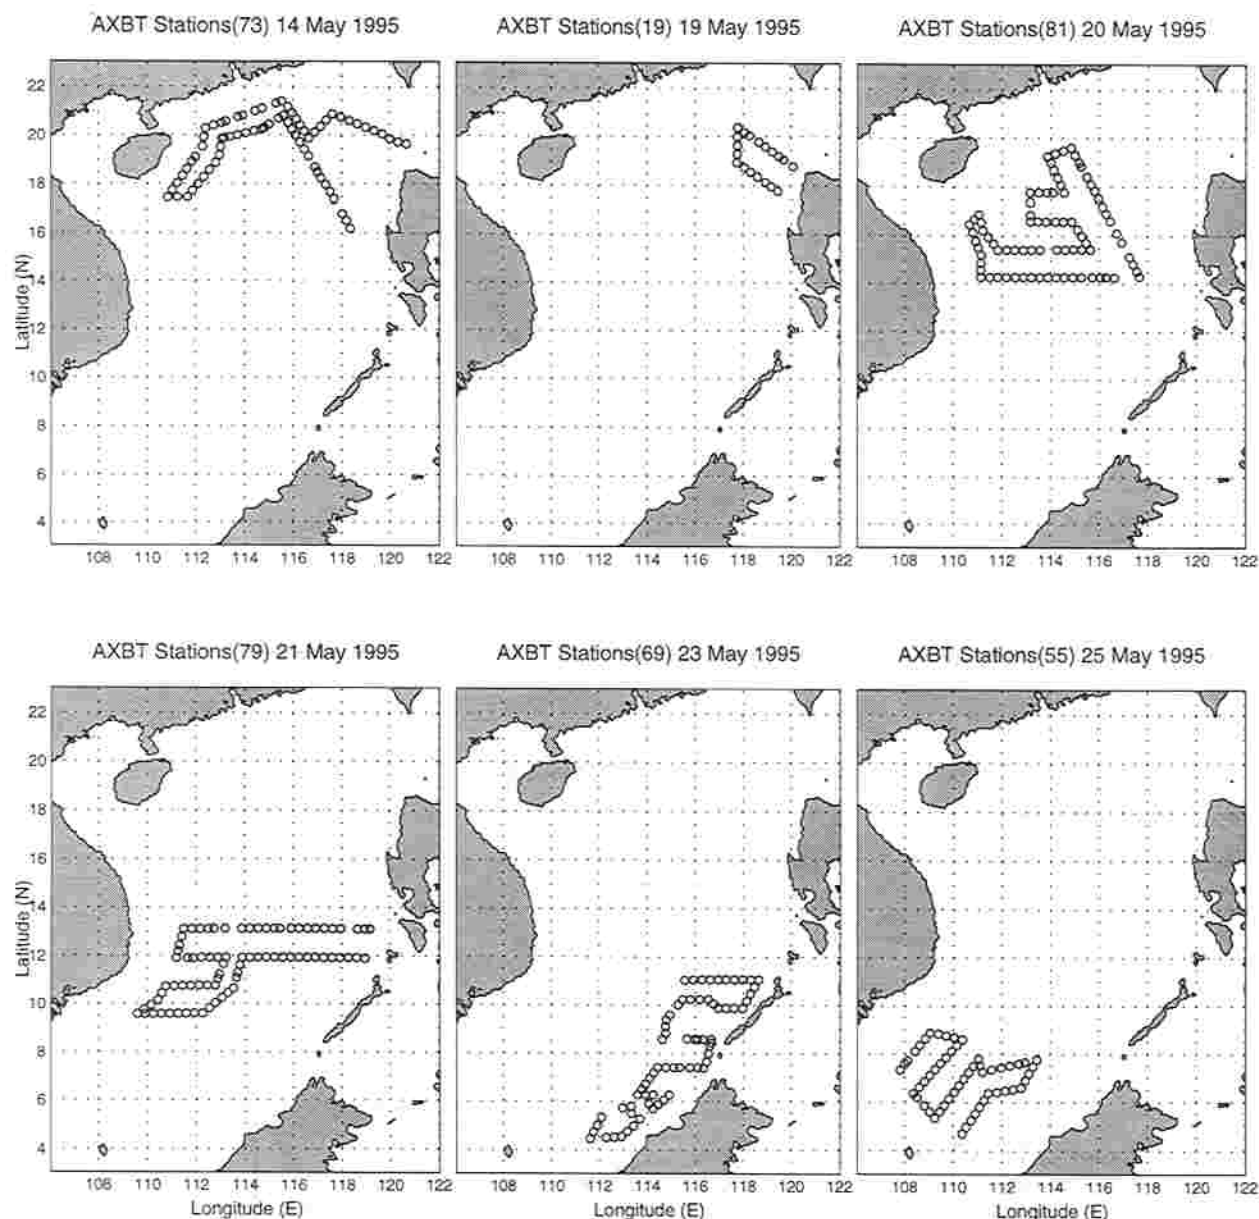 AXBT Stations(73) 14 May 1995
AXBT Stations(19) 19 May 1995
AXBT Stations(81) 20 May 1995
Latitude (N)
22
20
18
16
14
12
10
8
6
4
108 110 112 114 116 118 120 122
108 110 112 114 116 118 120 122
108 110 112 114 116 118 120 122
AXBT Stations(79) 21 May 1995
AXBT Stations(69) 23 May 1995
AXBT Stations(55) 25 May 1995
Latitude (N)
22
20
18
16
14
12
10
8
6
4
108 110 112 114 116 118 120 122
108 110 112 114 116 118 120 122
108 110 112 114 116 118 120 122
Longitude (E)
Longitude (E)
Longitude (E)